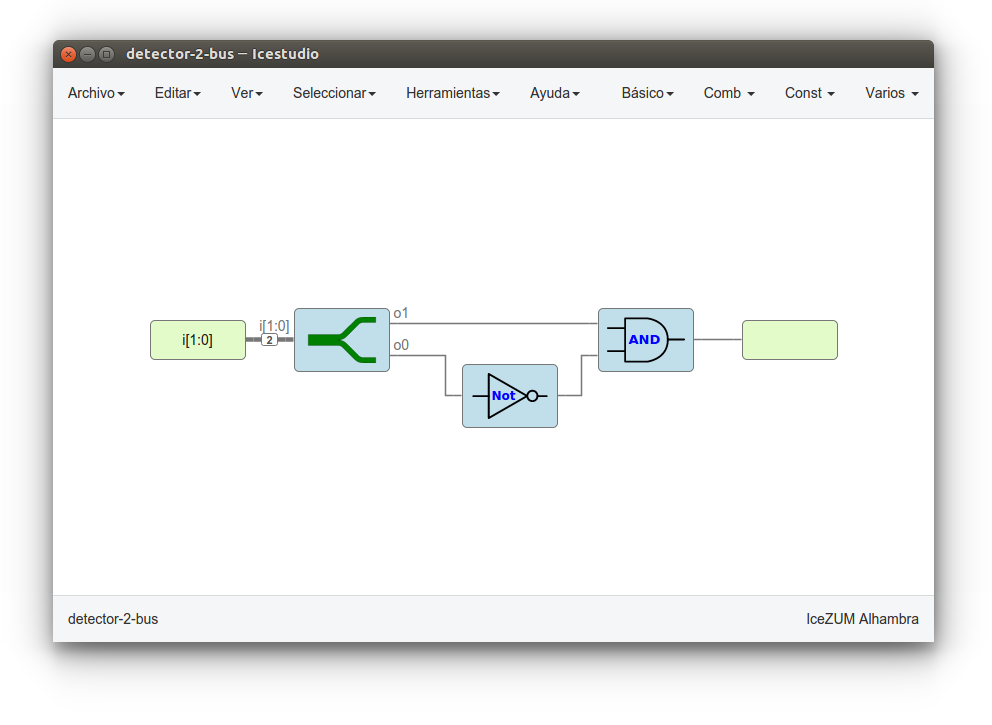 detector-2-bus – Icestudio
Archivo Editar Ver Seleccionar Herramientas Ayuda Básico Comb Const Varios
i[1:0] i[1:0] 2 o1
o0
AND
Not
detector-2-bus IceZUM Alhambra